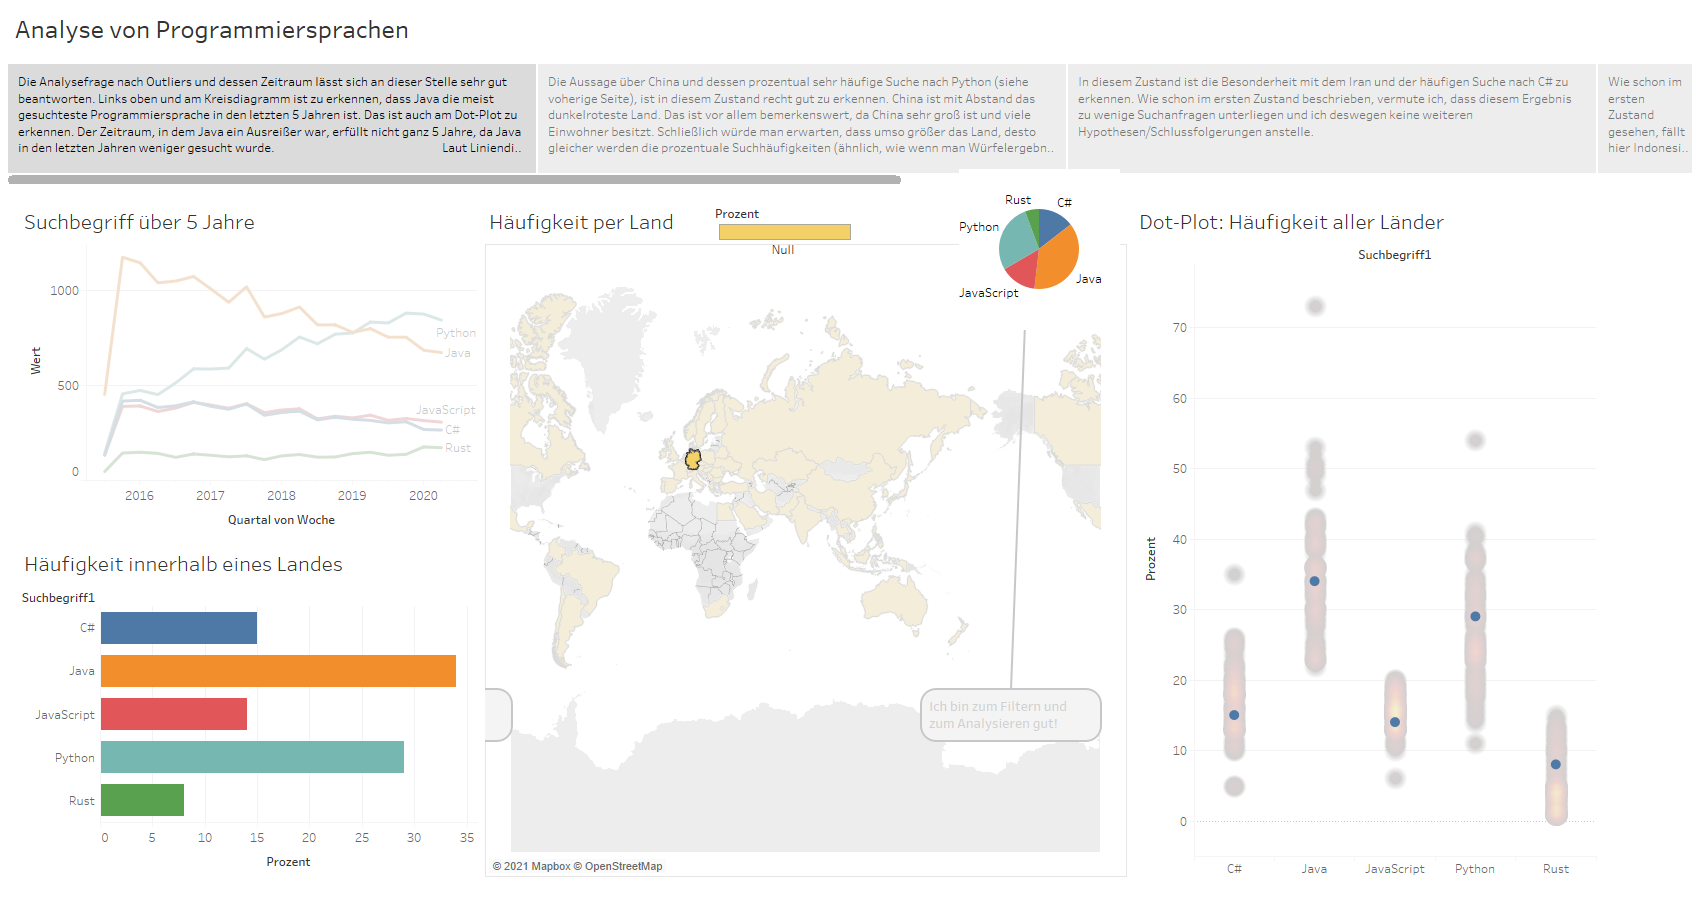 Analyse von Programmiersprachen
Die Analysefrage nach Outliers und dessen Zeitraum lässt sich an dieser Stelle sehr gut
beantworten. Links oben und am Kreisdiagramm ist zu erkennen, dass Java die meist
gesuchteste Programmiersprache in den letzten 5 Jahren ist. Das ist auch am Dot-Plot zu
erkennen. Der Zeitraum, in dem Java ein Ausreißer war, erfüllt nicht ganz 5 Jahre, da Java
in den letzten Jahren weniger gesucht wurde. Laut Liniendi..
Die Aussage über China und dessen prozentual sehr häufige Suche nach Python (siehe
voherige Seite), ist in diesem Zustand recht gut zu erkennen. China ist mit Abstand das
dunkelroteste Land. Das ist vor allem bemerkenswert, da China sehr groß ist und viele
Einwohner besitzt. Schließlich würde man erwarten, dass umso größer das Land, desto
gleicher werden die prozentuale Suchhäufigkeiten (ähnlich, wie wenn man Würfelergebn..
In diesem Zustand ist die Besonderheit mit dem Iran und der häufigen Suche nach C# zu
erkennen. Wie schon im ersten Zustand beschrieben, vermute ich, dass diesem Ergebnis
zu wenige Suchanfragen unterliegen und ich deswegen keine weiteren
Hypothesen/Schlussfolgerungen anstelle.
Wie schon im
ersten
Zustand
gesehen, fällt
hier Indonesi..
Suchbegriff über 5 Jahre
Wert
1000
500
0
Python
Java
JavaScript
C#
Rust
2016 2017 2018 2019 2020
Quartal von Woche
Häufigkeit innerhalb eines Landes
Suchbegriff1
C#
Java
JavaScript
Python
Rust
0 5 10 15 20 25 30 35
Prozent
Häufigkeit per Land
Prozent
Null
Rust
C#
Python
Java
JavaScript
Ich bin zum Filtern und
zum Analysieren gut!
© 2021 Mapbox © OpenStreetMap
Dot-Plot: Häufigkeit aller Länder
Suchbegriff1
Prozent
70
60
50
40
30
20
10
0
C# Java JavaScript Python Rust